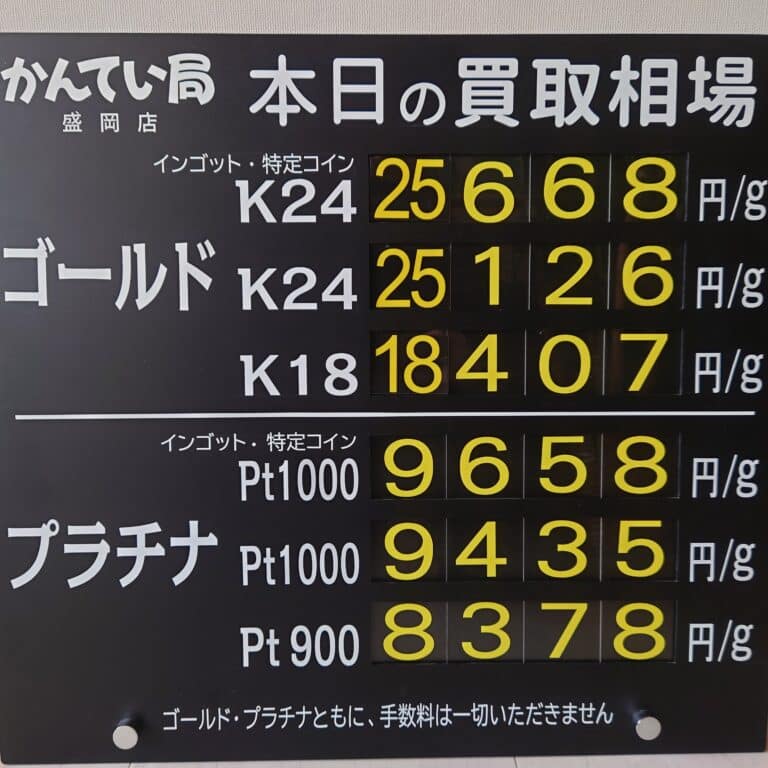 かんてい局 本日の買取相場
盛岡店
インゴット・特定コイン
K24 25668 円/g
ゴールド K24 25126 円/g
K18 18407 円/g
インゴット・特定コイン
Pt1000 9658 円/g
プラチナ Pt1000 9435 円/g
Pt900 8378 円/g
ゴールド・プラチナともに、手数料は一切いただきません